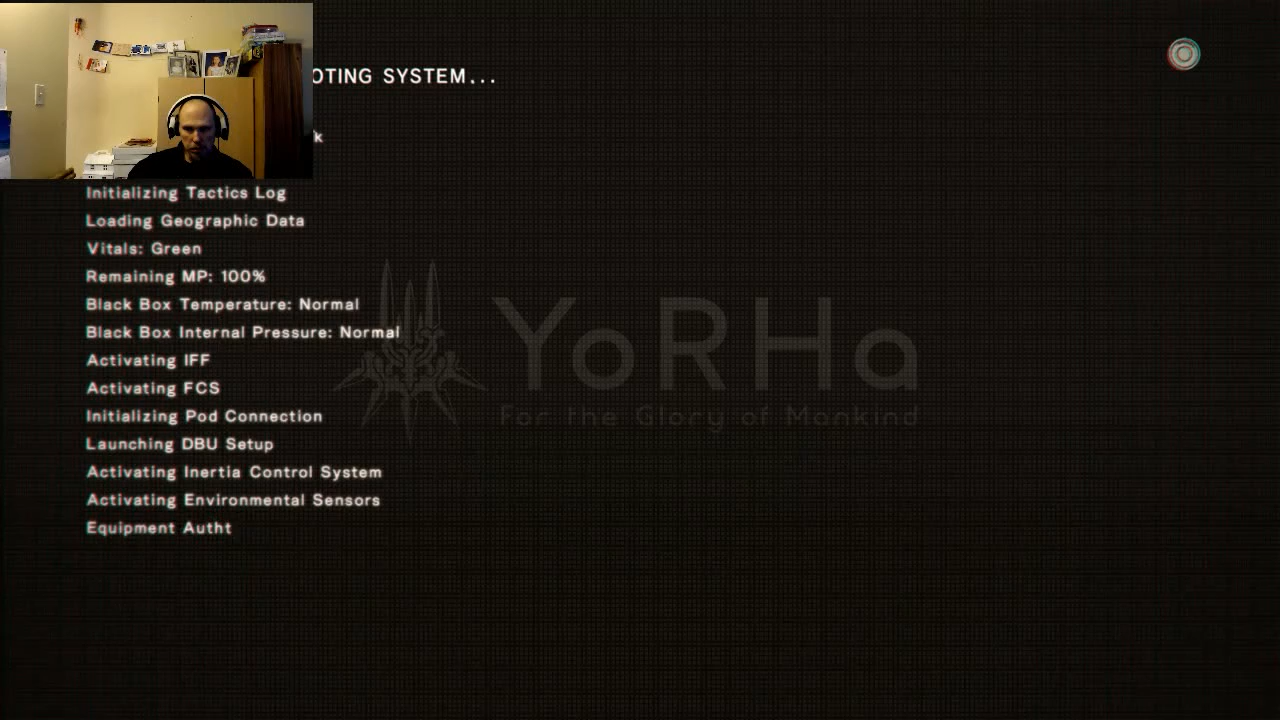 OTING SYSTEM...
k
Initializing Tactics Log
Loading Geographic Data
Vitals: Green
Remaining MP: 100%
Black Box Temperature: Normal
Black Box Internal Pressure: Normal
Activating IFF
Activating FCS
Initializing Pod Connection
Launching DBU Setup
Activating Inertia Control System
Activating Environmental Sensors
Equipment Autht
YoRHa
For the Glory of Mankind